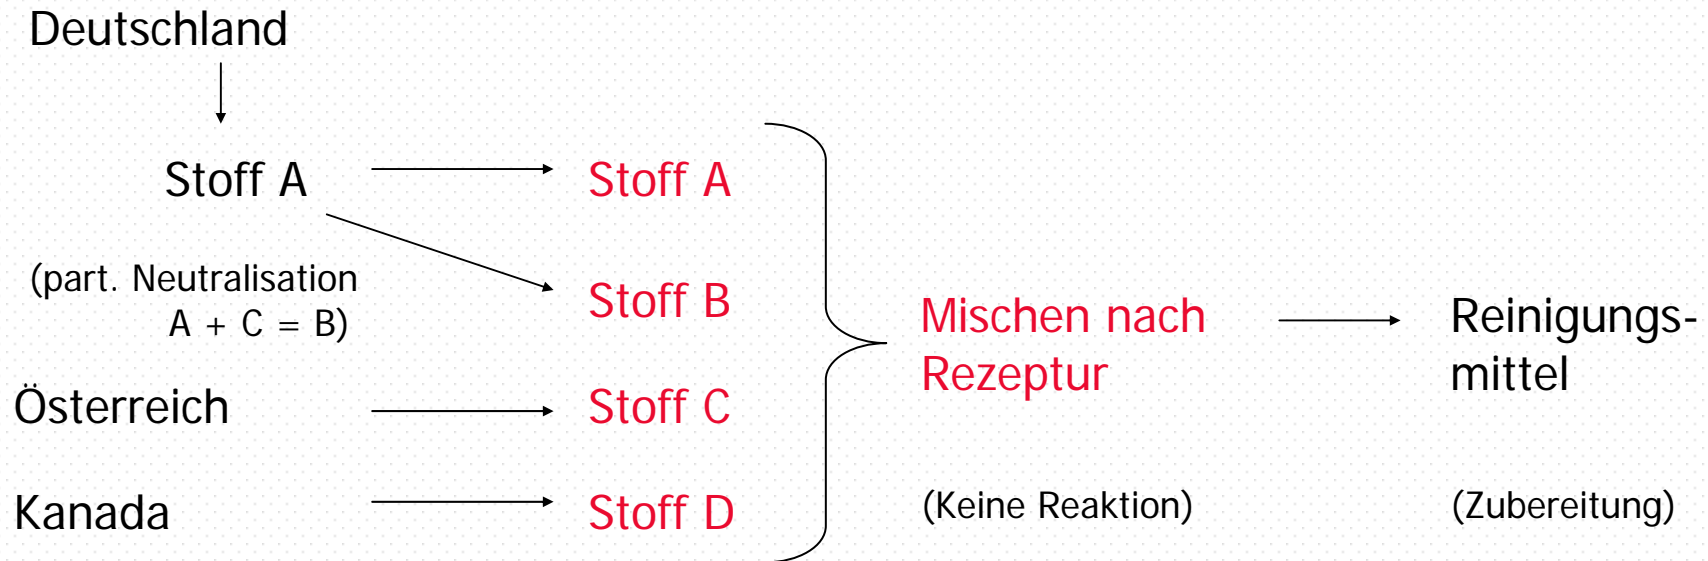 Deutschland
Stoff A
Stoff A
(part. Neutralisation
A + C = B)
Stoff B
Österreich
Stoff C
Kanada
Stoff D
Mischen nach
Rezeptur
(Keine Reaktion)
Reinigungs-
mittel
(Zubereitung)